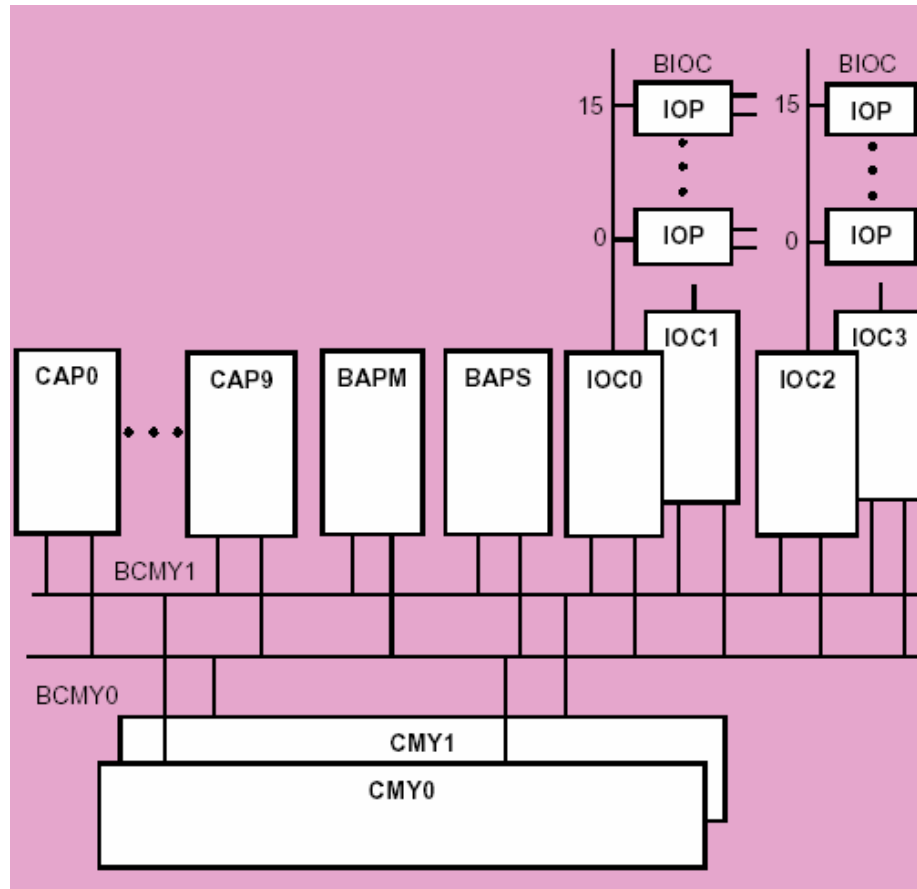 BIOC BIOC
15 IOP 15 IOP
0 IOP 0 IOP
IOC1 IOC3
CAP0 CAP9 BAPM BAPS IOC0 IOC2
BCMY1
BCMY0
CMY1
CMY0